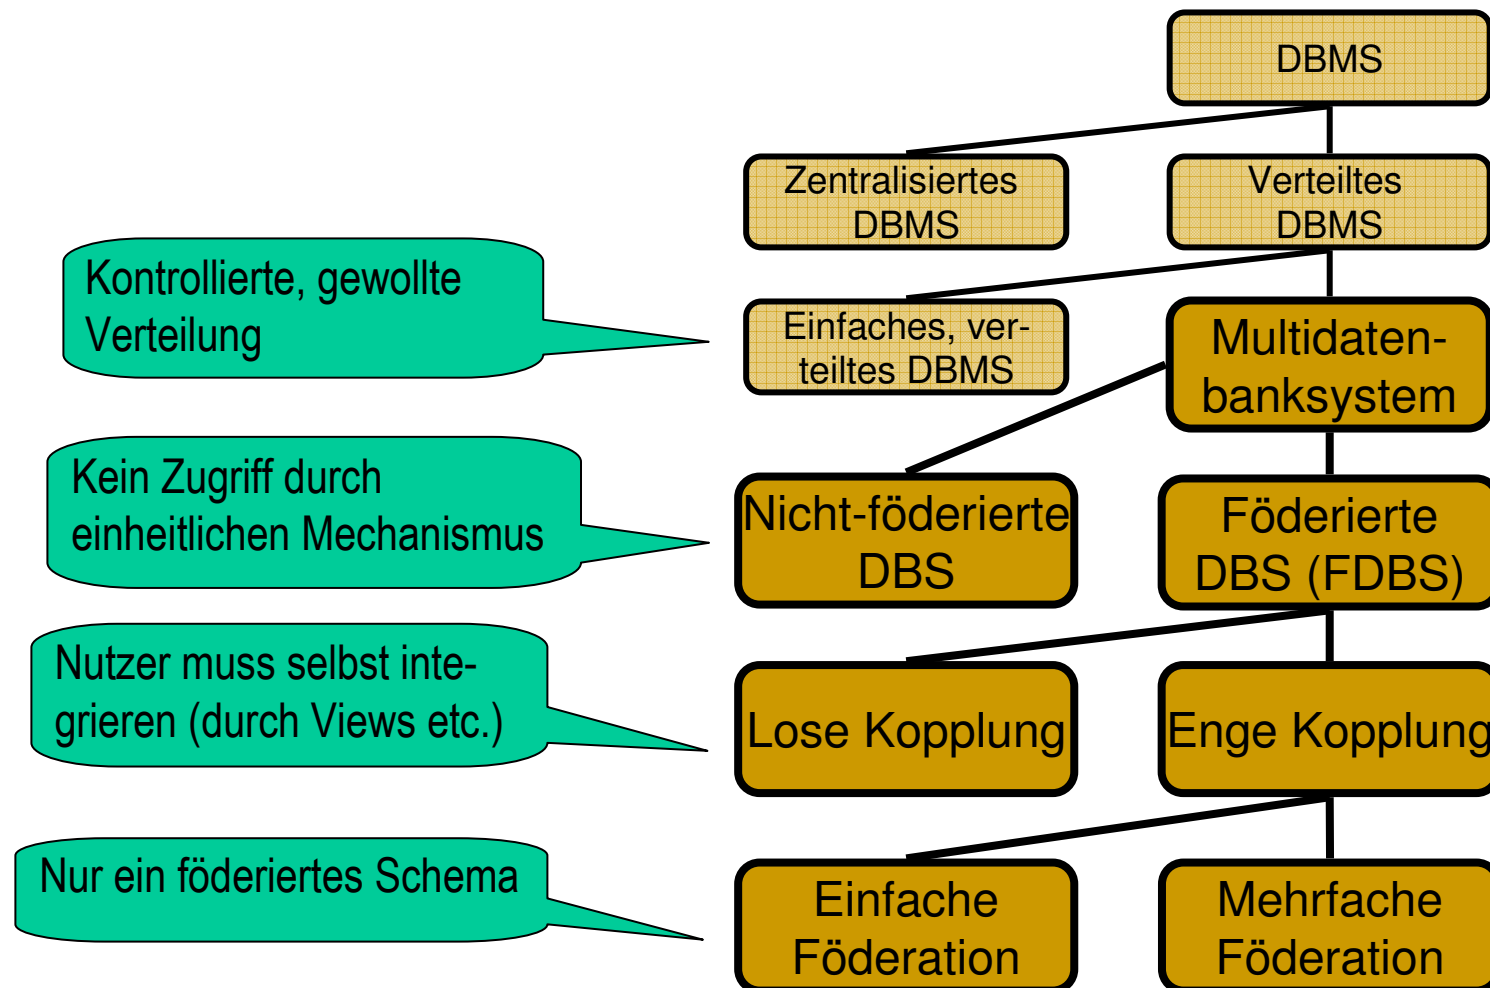 DBMS
Zentralisiertes
DBMS
Verteiltes
DBMS
Kontrollierte, gewollte
Verteilung
Einfaches, ver-
teiltes DBMS
Multidaten-
banksystem
Kein Zugriff durch
einheitlichen Mechanismus
Nicht-föderierte
DBS
Föderierte
DBS (FDBS)
Nutzer muss selbst inte-
grieren (durch Views etc.)
Lose Kopplung
Enge Kopplung
Nur ein föderiertes Schema
Einfache
Föderation
Mehrfache
Föderation